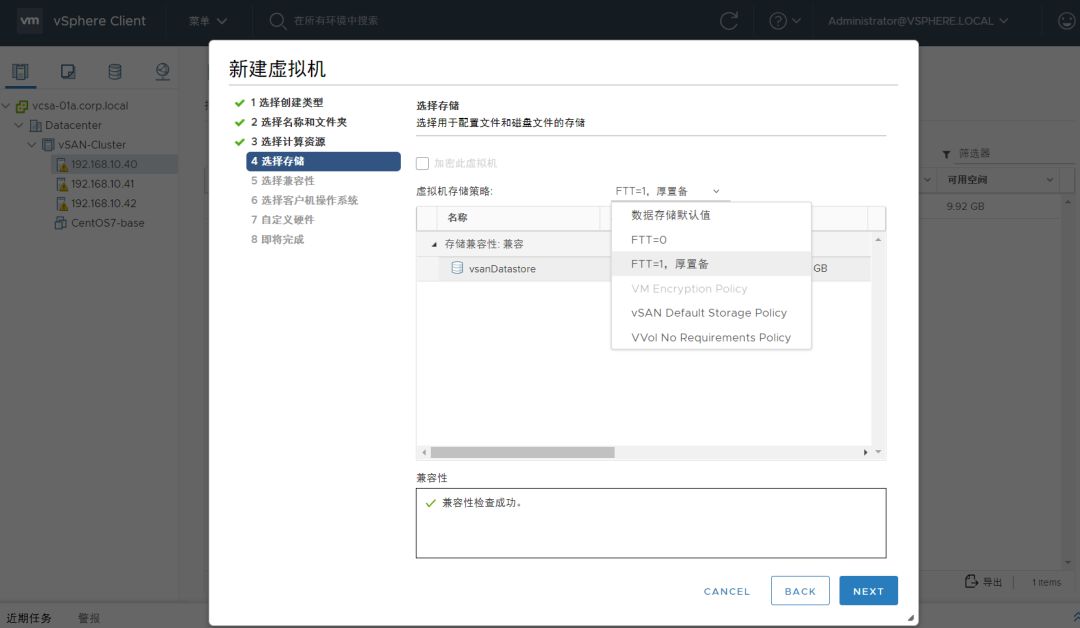 vm vSphere Client 菜单 在所有环境中搜索 Administrator@VSPHERE.LOCAL
vcsa-01a.corp.local
Datacenter
vSAN-Cluster
192.168.10.40
192.168.10.41
192.168.10.42
CentOS7-base
新建虚拟机
1 选择创建类型
2 选择名称和文件夹
3 选择计算资源
4 选择存储
5 选择兼容性
6 选择客户机操作系统
7 自定义硬件
8 即将完成
选择存储
选择用于配置文件和磁盘文件的存储
加密此虚拟机
虚拟机存储策略: FTT=1，厚置备
名称
存储兼容性: 兼容
vsanDatastore GB
数据存储默认值
FTT=0
FTT=1，厚置备
VM Encryption Policy
vSAN Default Storage Policy
VVol No Requirements Policy
兼容性
兼容性检查成功。
CANCEL BACK NEXT
筛选器
可用空间
9.92 GB
导出 1 items
近期任务 警报